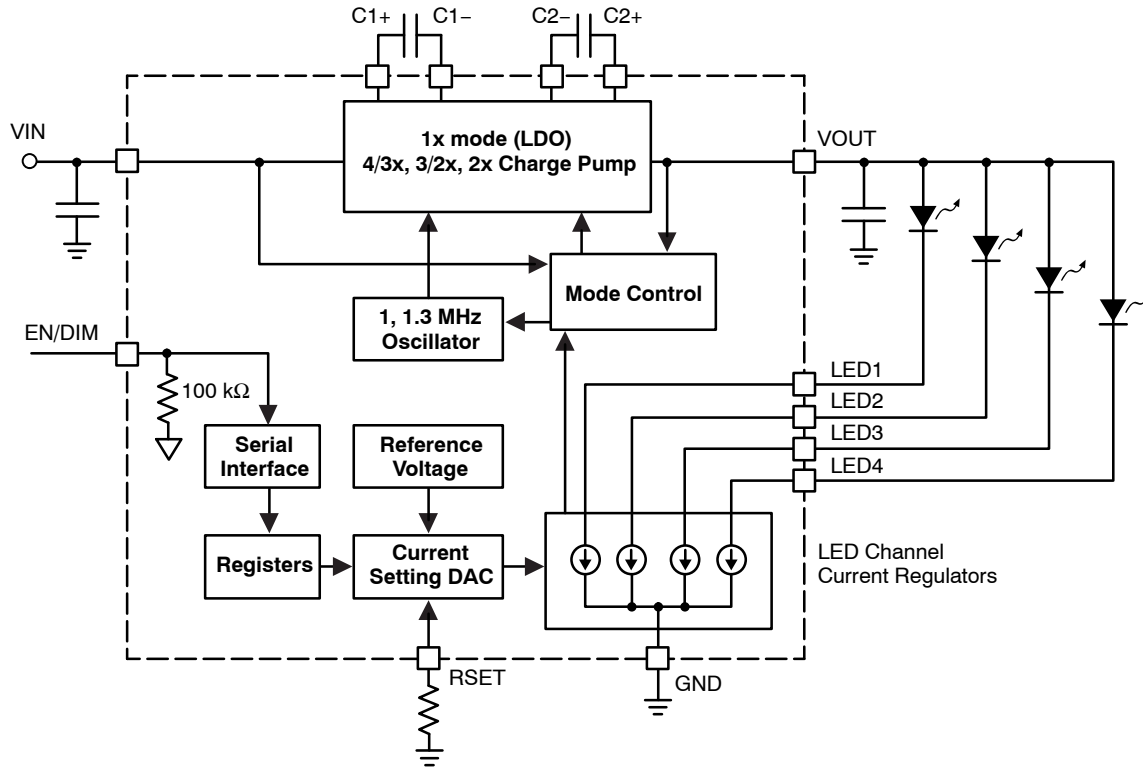 C1+ C1− C2− C2+
VIN
1x mode (LDO)
4/3x, 3/2x, 2x Charge Pump
VOUT
Mode Control
1, 1.3 MHz
Oscillator
EN/DIM
100 kΩ
LED1
LED2
LED3
LED4
Serial
Interface
Reference
Voltage
Registers
Current
Setting DAC
LED Channel
Current Regulators
RSET
GND